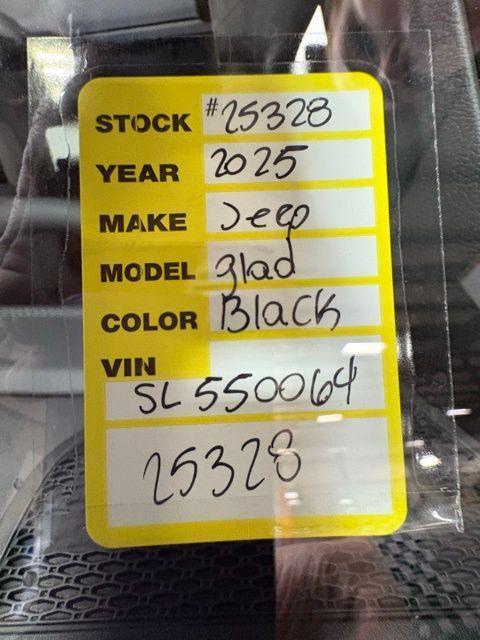 STOCK #25328
YEAR 2025
MAKE Jeep
MODEL glad
COLOR Black
VIN
SL550064
25328